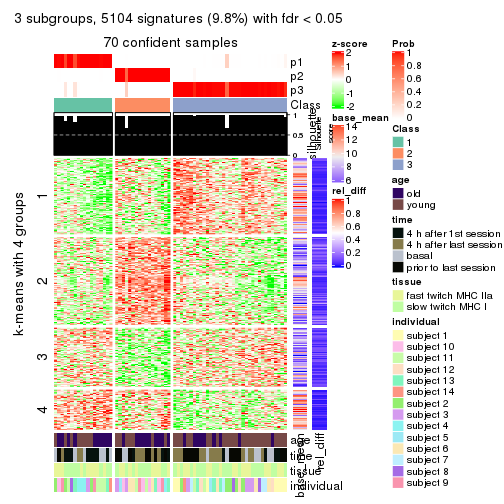 3 subgroups, 5104 signatures (9.8%) with fdr < 0.05
70 confident samples
p1
p2
p3
Class
silhouette
1
0.5
0
k-means with 4 groups
1
2
3
4
age
time
tissue
individual
base_mean
rel_diff
z-score
2
1
0
-1
-2
base_mean
14
12
10
8
6
rel_diff
1
0.8
0.6
0.4
0.2
0
Prob
1
0.8
0.6
0.4
0.2
0
Class
1
2
3
age
old
young
time
4 h after 1st session
4 h after last session
basal
prior to last session
tissue
fast twitch MHC IIa
slow twitch MHC I
individual
subject 1
subject 10
subject 11
subject 12
subject 13
subject 14
subject 2
subject 3
subject 4
subject 5
subject 6
subject 7
subject 8
subject 9